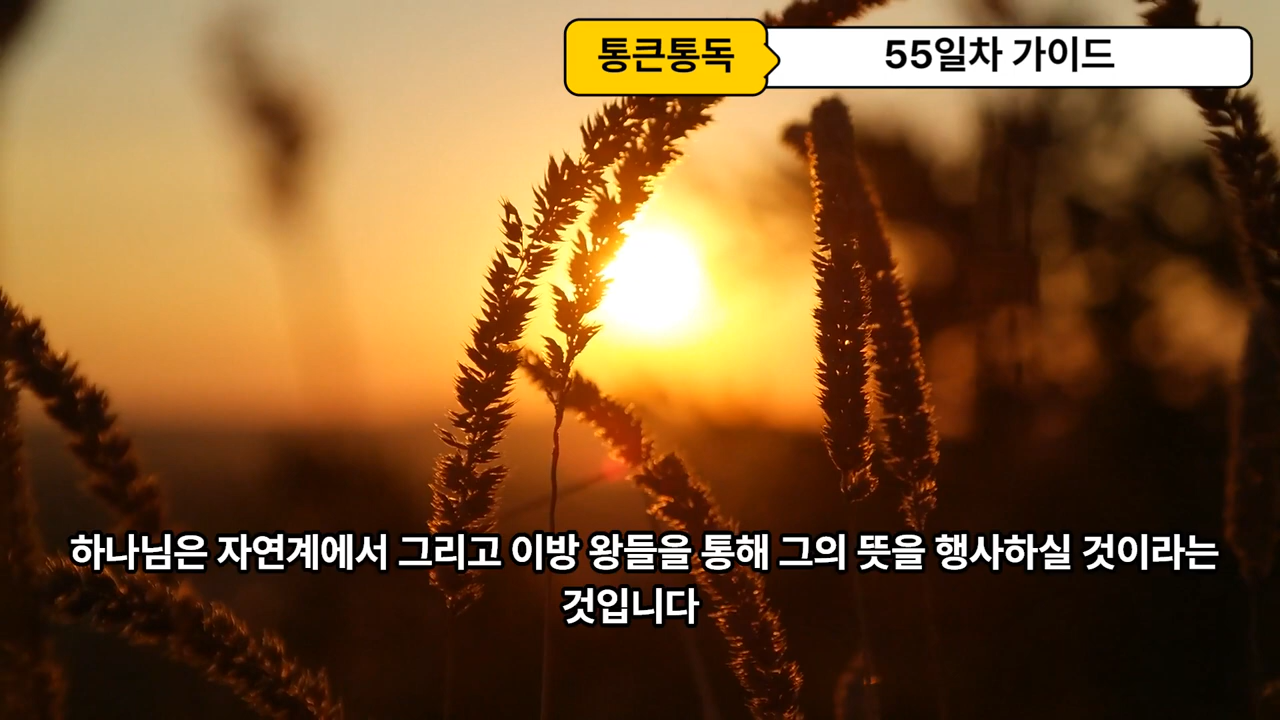 통큰통독
55일차 가이드
하나님은 자연계에서 그리고 이방 왕들을 통해 그의 뜻을 행사하실 것이라는
것입니다